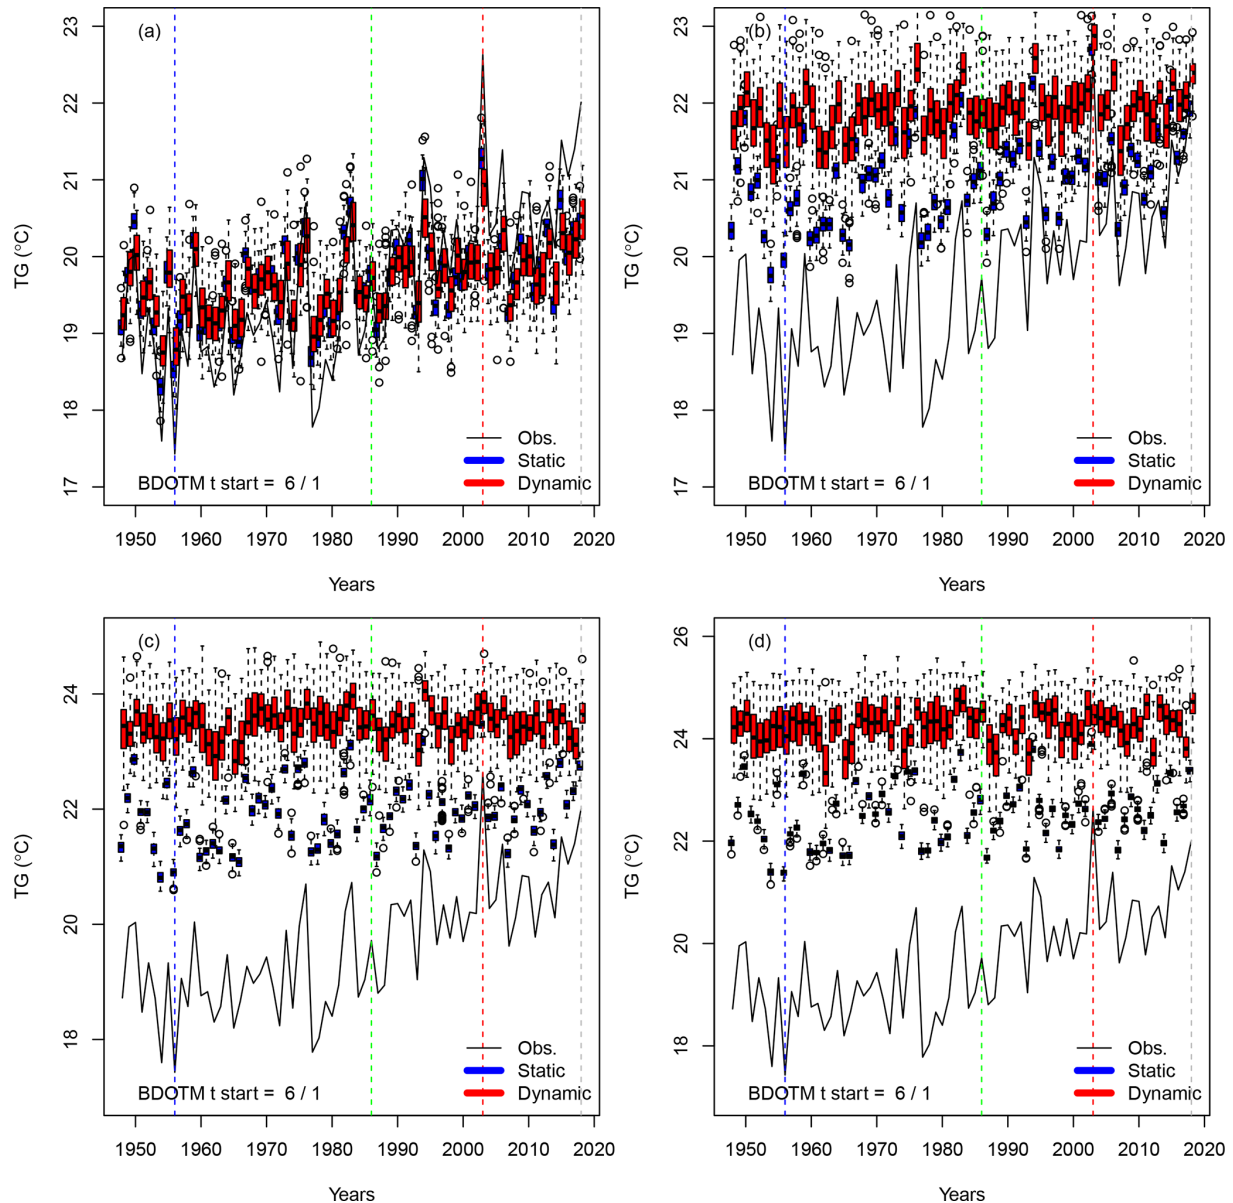 (a)
TG (°C)
23
22
21
20
19
18
17
Obs.
Static
Dynamic
BDOTM t start = 6 / 1
1950 1960 1970 1980 1990 2000 2010 2020
Years
(b)
TG (°C)
23
22
21
20
19
18
17
Obs.
Static
Dynamic
BDOTM t start = 6 / 1
1950 1960 1970 1980 1990 2000 2010 2020
Years
(c)
TG (°C)
24
22
20
18
Obs.
Static
Dynamic
BDOTM t start = 6 / 1
1950 1960 1970 1980 1990 2000 2010 2020
Years
(d)
TG (°C)
26
24
22
20
18
Obs.
Static
Dynamic
BDOTM t start = 6 / 1
1950 1960 1970 1980 1990 2000 2010 2020
Years